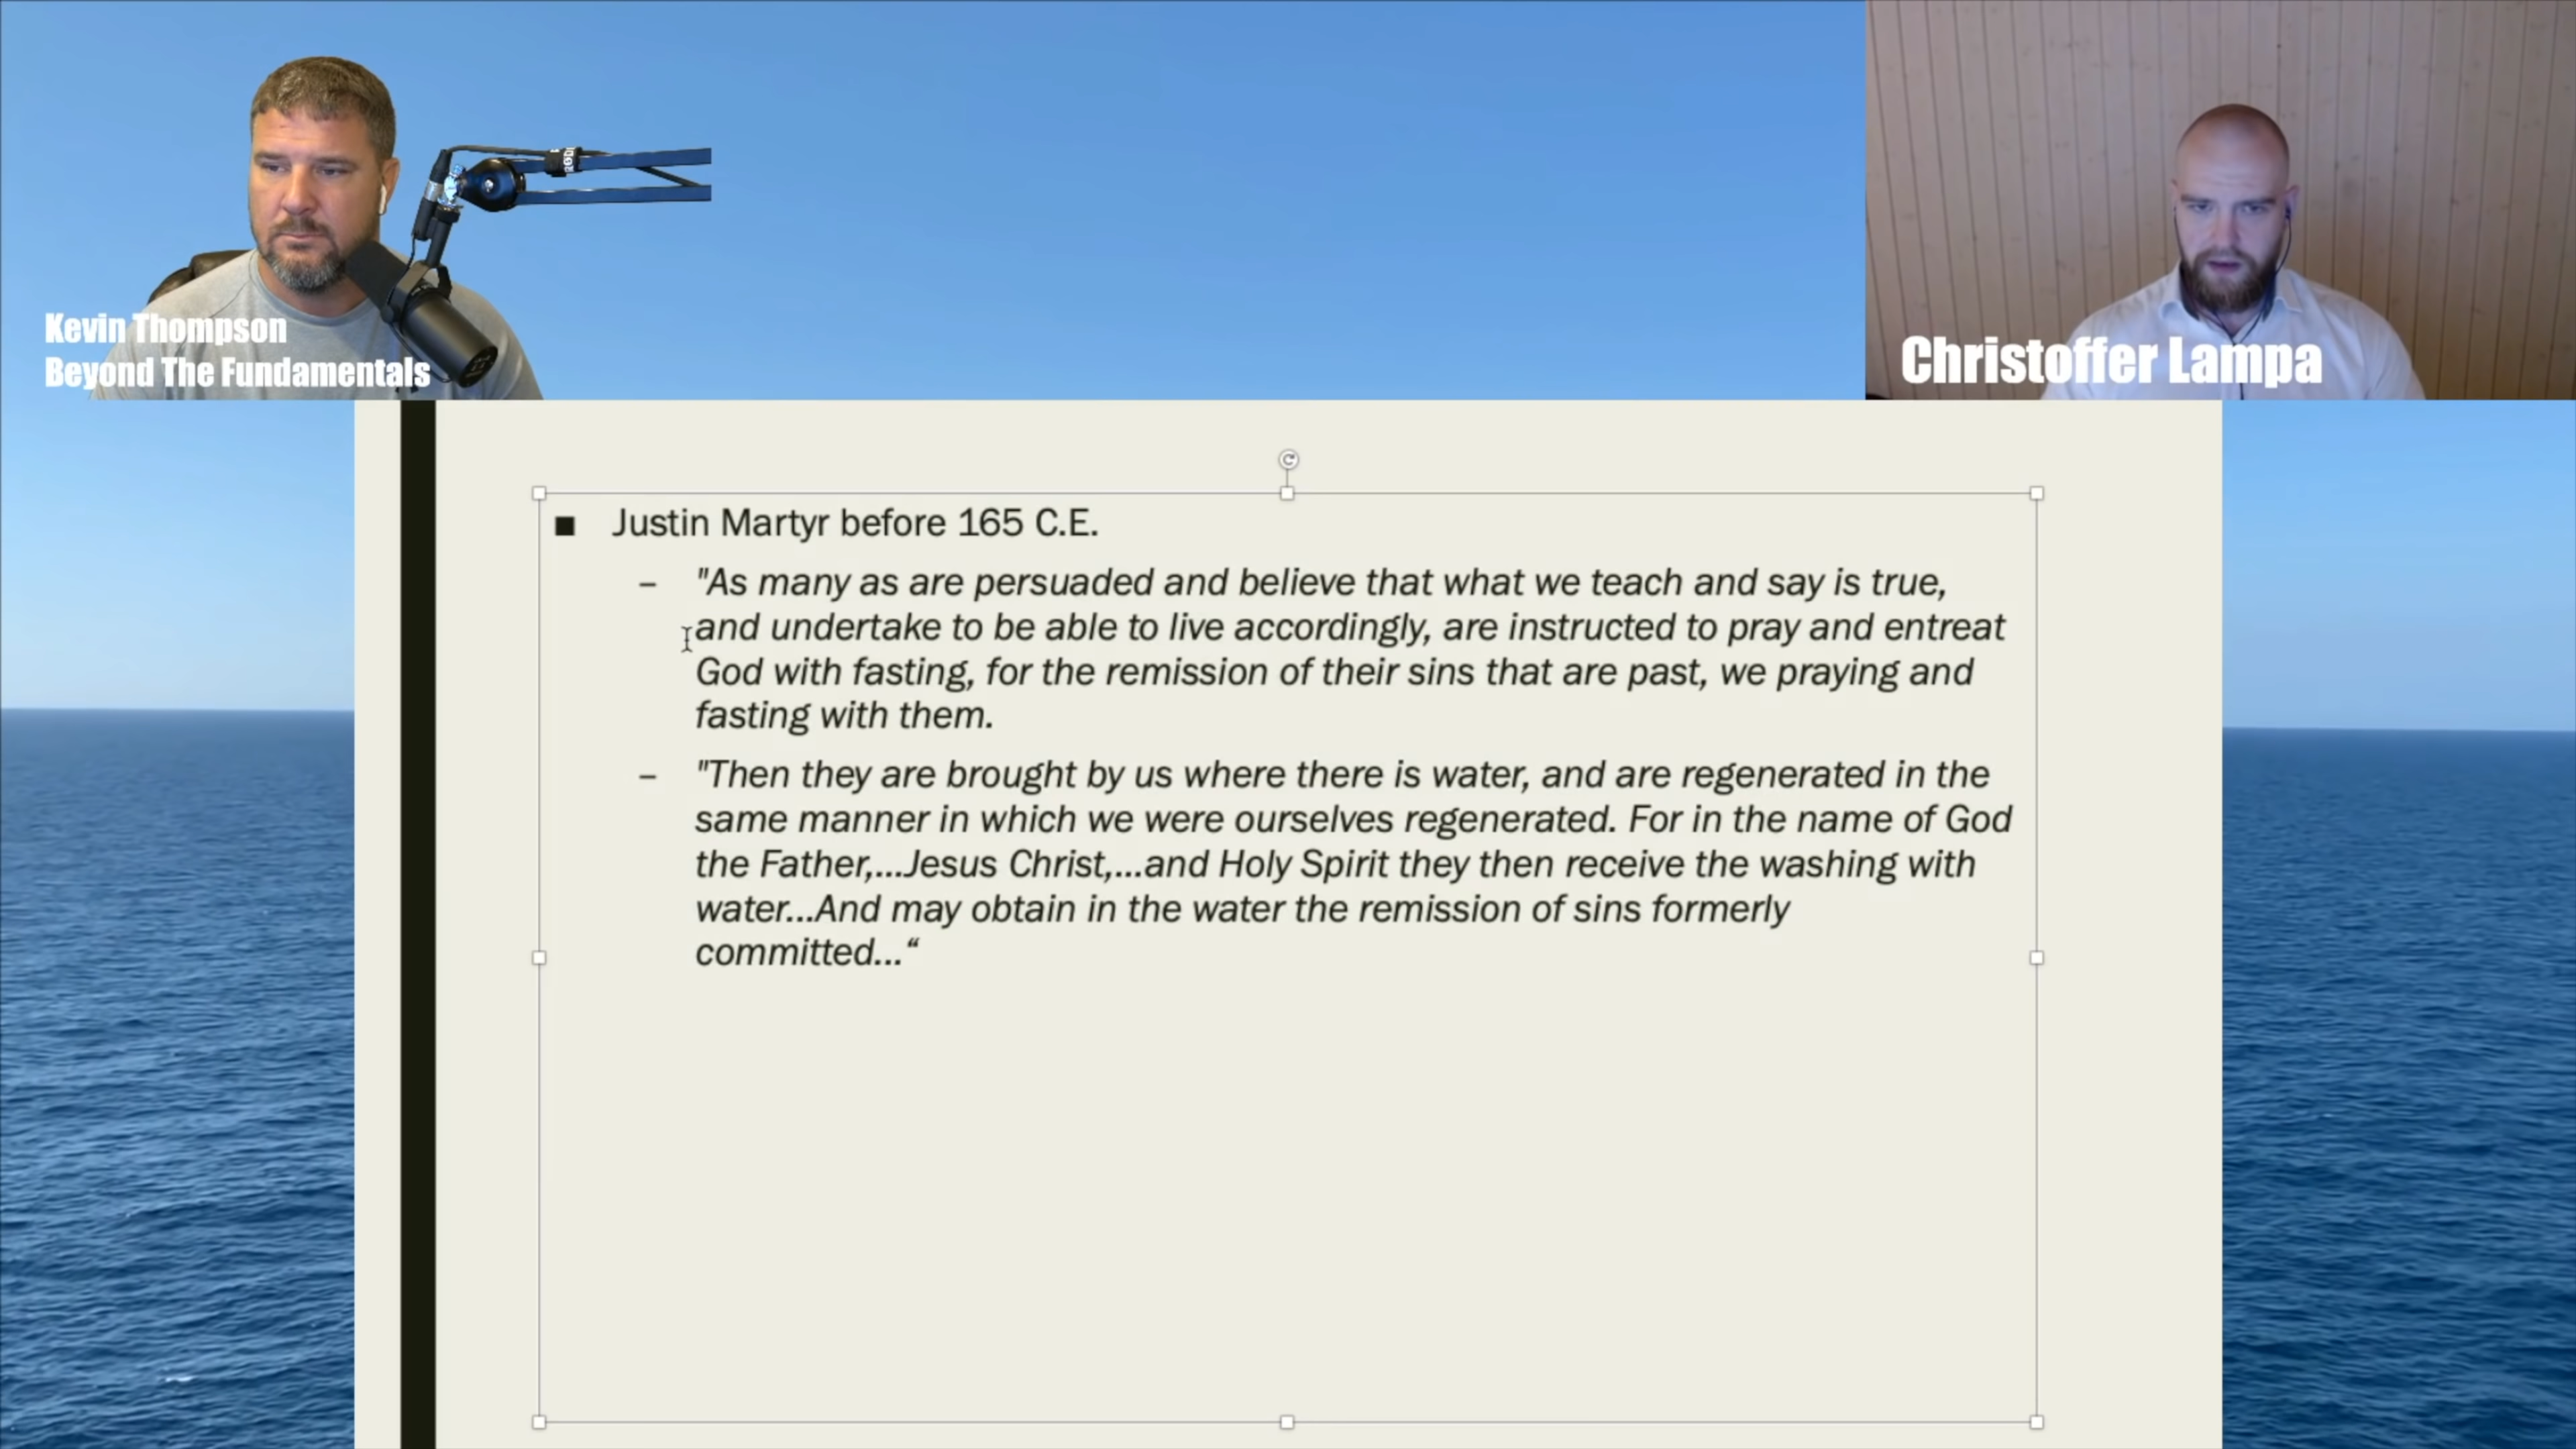 Kevin Thompson
Beyond The Fundamentals
Christoffer Lampa
Justin Martyr before 165 C.E.
– "As many as are persuaded and believe that what we teach and say is true,
and undertake to be able to live accordingly, are instructed to pray and entreat
God with fasting, for the remission of their sins that are past, we praying and
fasting with them.
– "Then they are brought by us where there is water, and are regenerated in the
same manner in which we were ourselves regenerated. For in the name of God
the Father,...Jesus Christ,...and Holy Spirit they then receive the washing with
water...And may obtain in the water the remission of sins formerly
committed...“